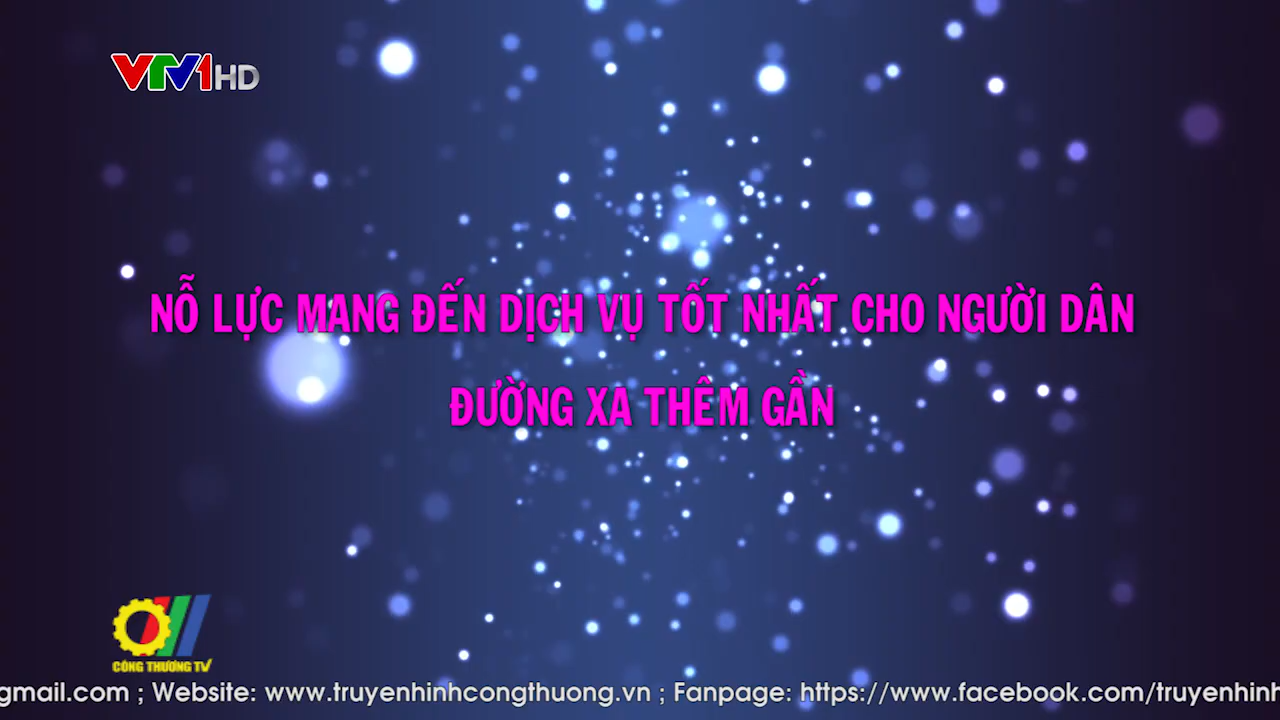 VTV1HD
NỖ LỰC MANG ĐẾN DỊCH VỤ TỐT NHẤT CHO NGƯỜI DÂN
ĐƯỜNG XA THÊM GẦN
CÔNG THƯƠNG TV
gmail.com ; Website: www.truyenhinhcongthuong.vn ; Fanpage: https://www.facebook.com/truyenhinh